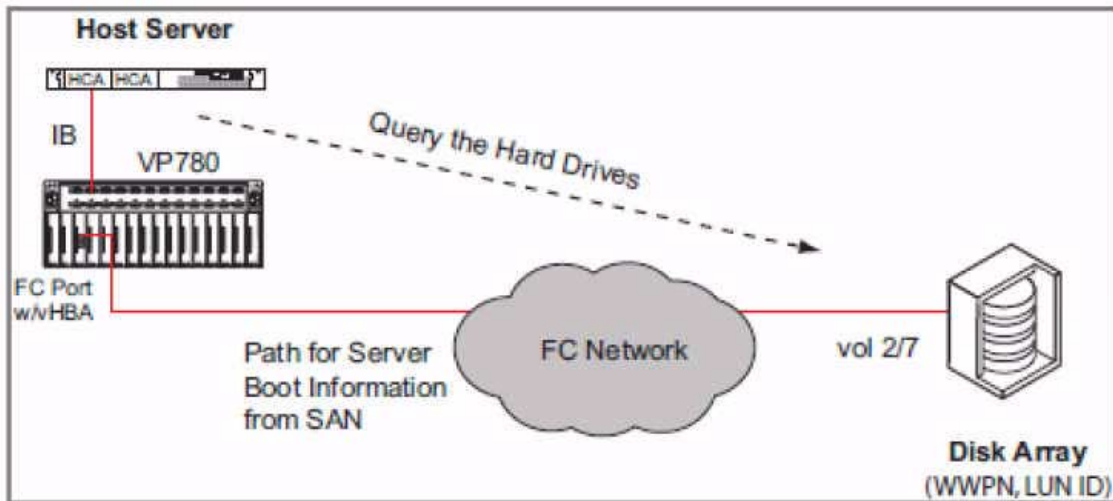 Host Server
HCA HCA
IB
Query the Hard Drives
VP780
FC Port
w/vHBA
Path for Server
Boot Information
from SAN
FC Network
vol 2/7
Disk Array
(WWPN, LUN ID)